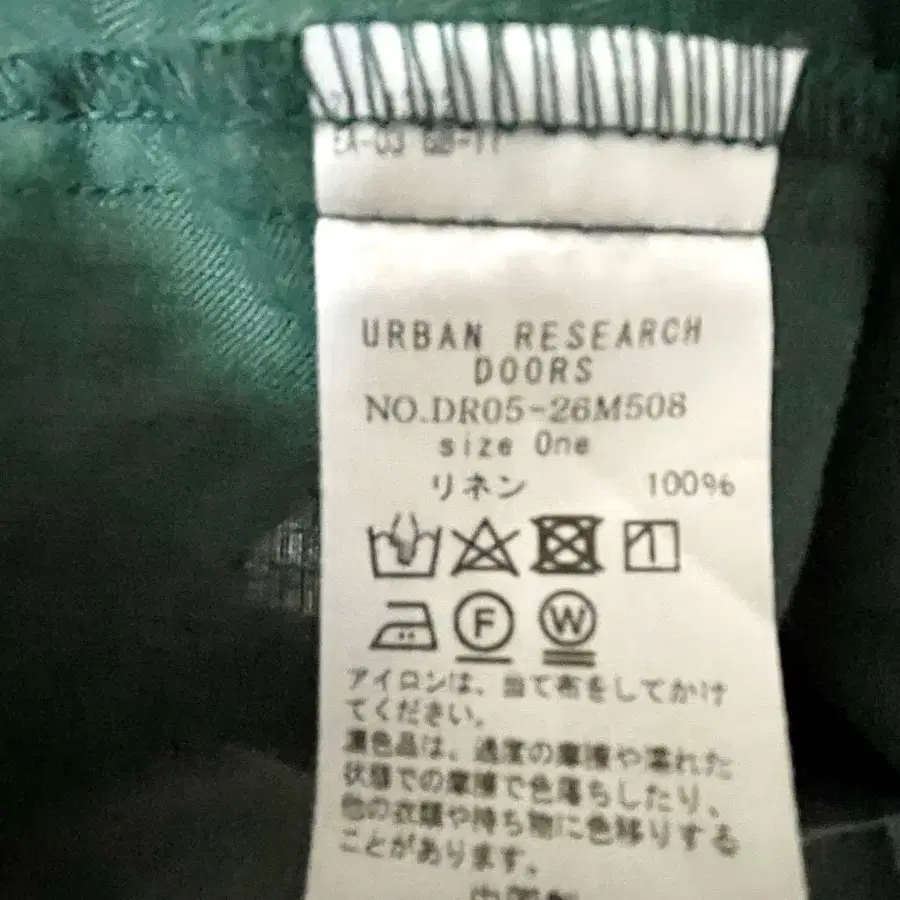 URBAN RESEARCH
DOORS
NO.DR05-26M508
size One
リネン 100%
F W
アイロンは、当て布をしてかけ
てください。
濃色品は、過度の摩擦や濡れた
状態での摩擦で色落ちしたり、
他の衣類や持ち物に色移りする
ことがあります。